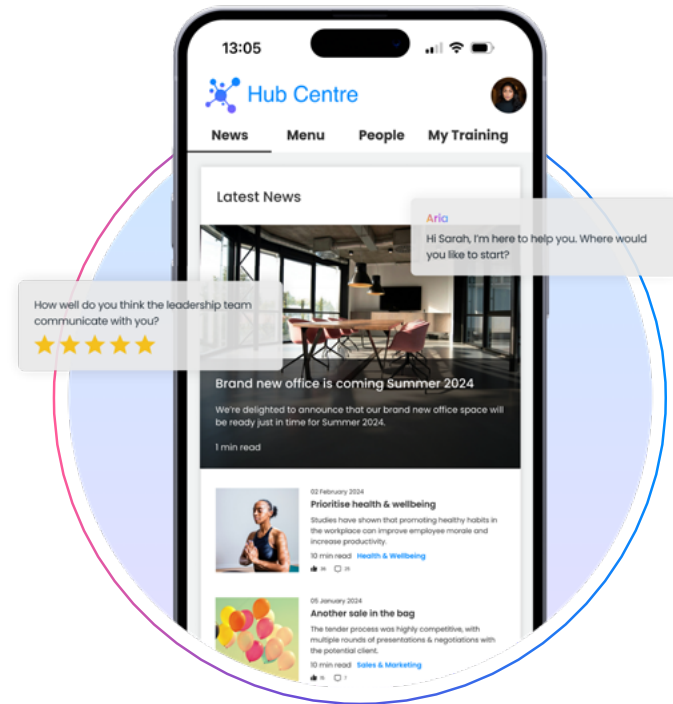 13:05
Hub Centre
News Menu People My Training
Latest News
Aria
Hi Sarah, I'm here to help you. Where would
you like to start?
How well do you think the leadership team
communicate with you?
Brand new office is coming Summer 2024
We're delighted to announce that our brand new office space will
be ready just in time for Summer 2024.
1 min read
02 February 2024
Prioritise health & wellbeing
Studies have shown that promoting healthy habits in
the workplace can improve employee morale and
increase productivity.
10 min read Health & Wellbeing
05 January 2024
Another sale in the bag
The tender process was highly competitive, with
multiple rounds of presentations & negotiations with
the potential client.
10 min read Sales & Marketing